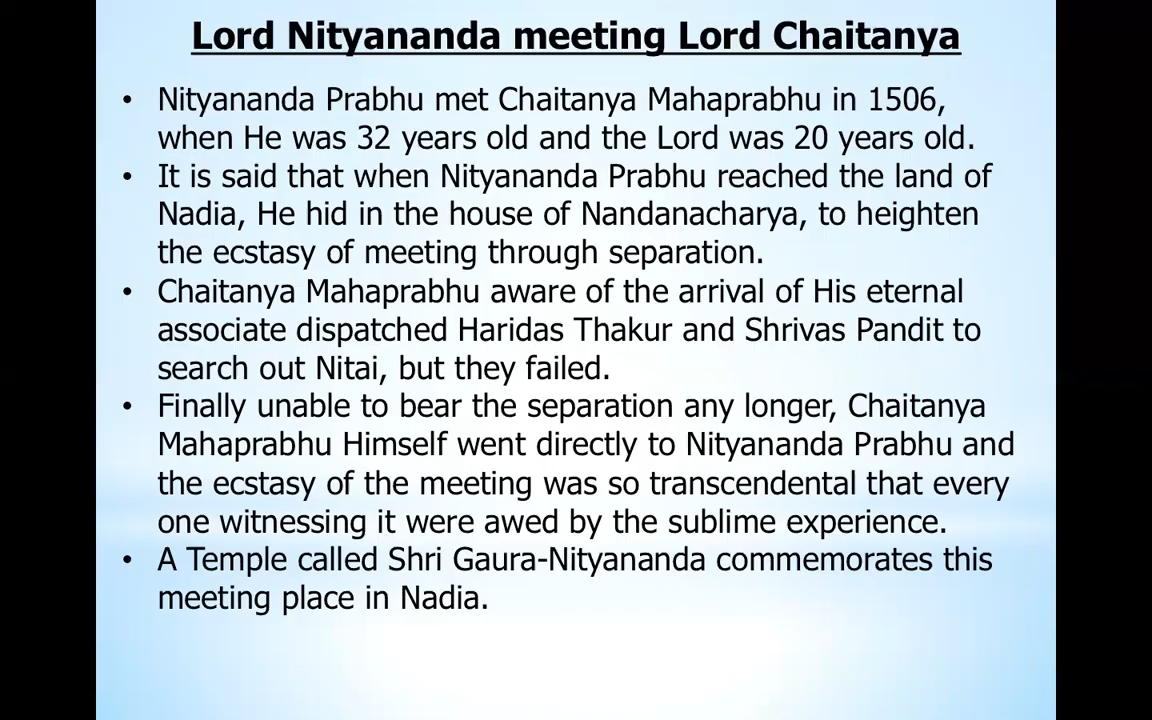 Lord Nityananda meeting Lord Chaitanya
• Nityananda Prabhu met Chaitanya Mahaprabhu in 1506,
when He was 32 years old and the Lord was 20 years old.
• It is said that when Nityananda Prabhu reached the land of
Nadia, He hid in the house of Nandanacharya, to heighten
the ecstasy of meeting through separation.
• Chaitanya Mahaprabhu aware of the arrival of His eternal
associate dispatched Haridas Thakur and Shrivas Pandit to
search out Nitai, but they failed.
• Finally unable to bear the separation any longer, Chaitanya
Mahaprabhu Himself went directly to Nityananda Prabhu and
the ecstasy of the meeting was so transcendental that every
one witnessing it were awed by the sublime experience.
• A Temple called Shri Gaura-Nityananda commemorates this
meeting place in Nadia.